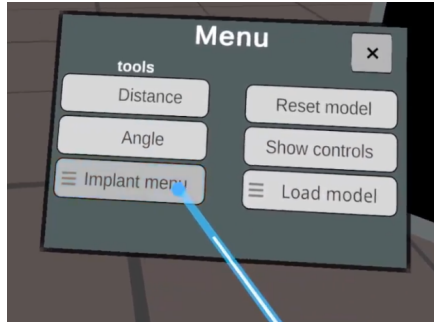 Menu
×
tools
Distance
Angle
Implant menu
Reset model
Show controls
Load model